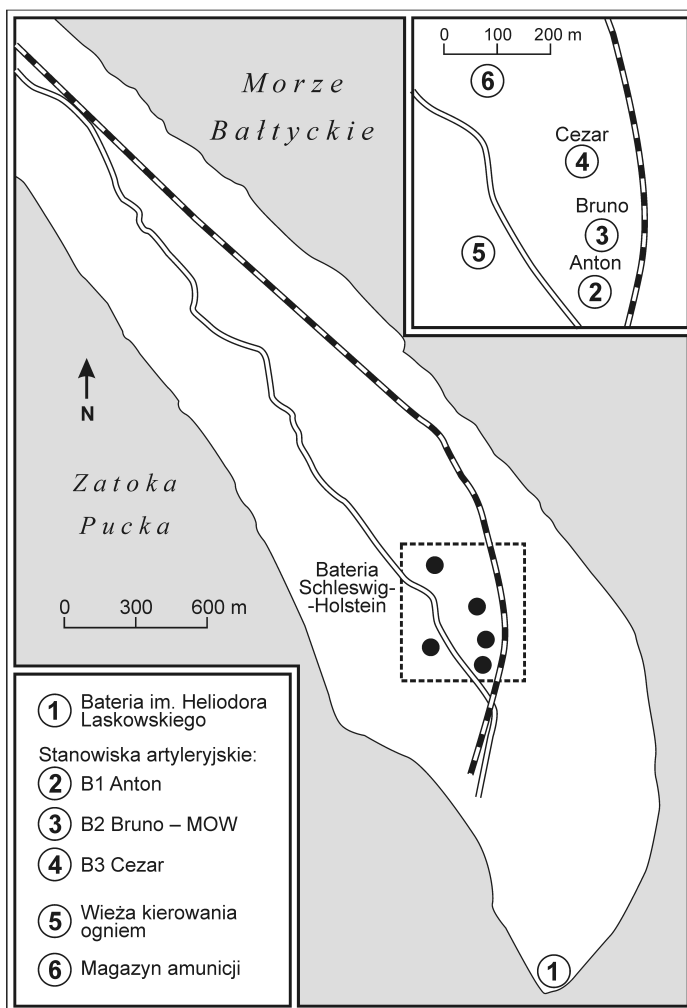 Morze
Bałtyckie
0 100 200 m
6
Cezar
4
Bruno
3
5
Anton
2
N
Zatoka
Pucka
0 300 600 m
Bateria
Schleswig-
-Holstein
1 Bateria im. Heliodora
Laskowskiego
Stanowiska artyleryjskie:
2 B1 Anton
3 B2 Bruno – MOW
4 B3 Cezar
5 Wieża kierowania
ogniem
6 Magazyn amunicji
1